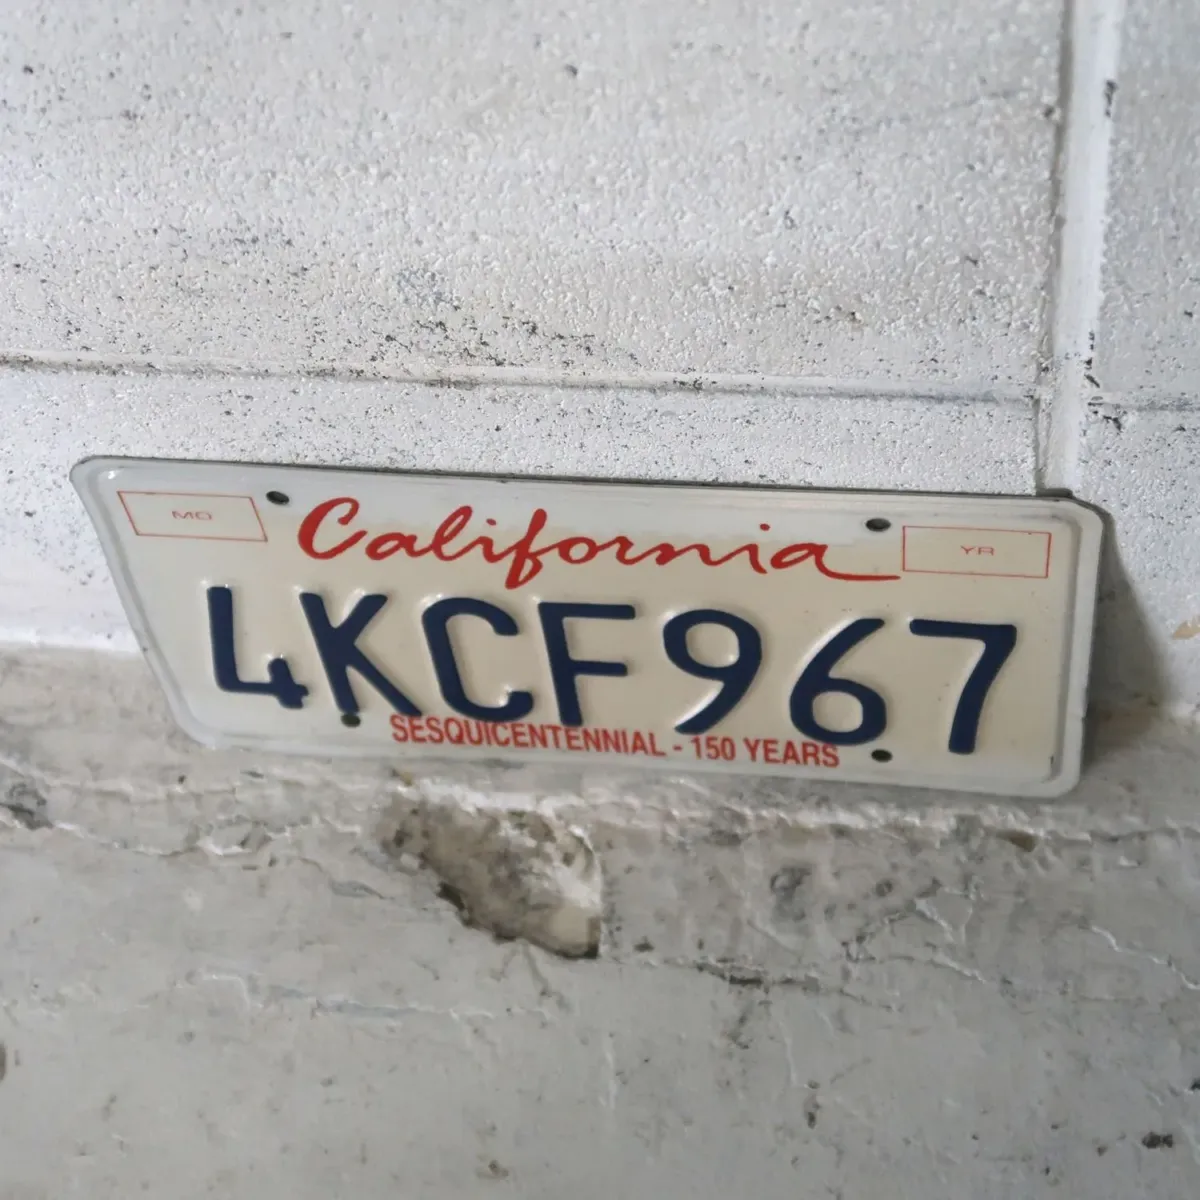 MO
California
YR
4KCF967
SESQUICENTENNIAL - 150 YEARS